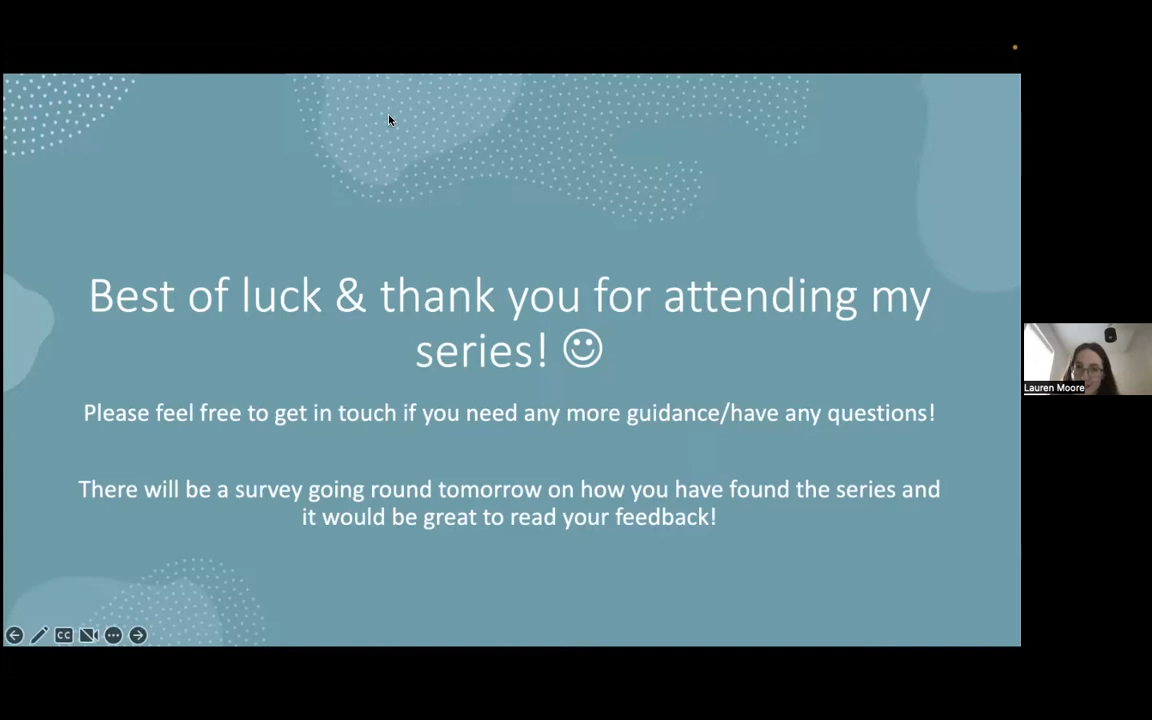 Best of luck & thank you for attending my
series! ☺
Please feel free to get in touch if you need any more guidance/have any questions!
There will be a survey going round tomorrow on how you have found the series and
it would be great to read your feedback!
Lauren Moore
CC